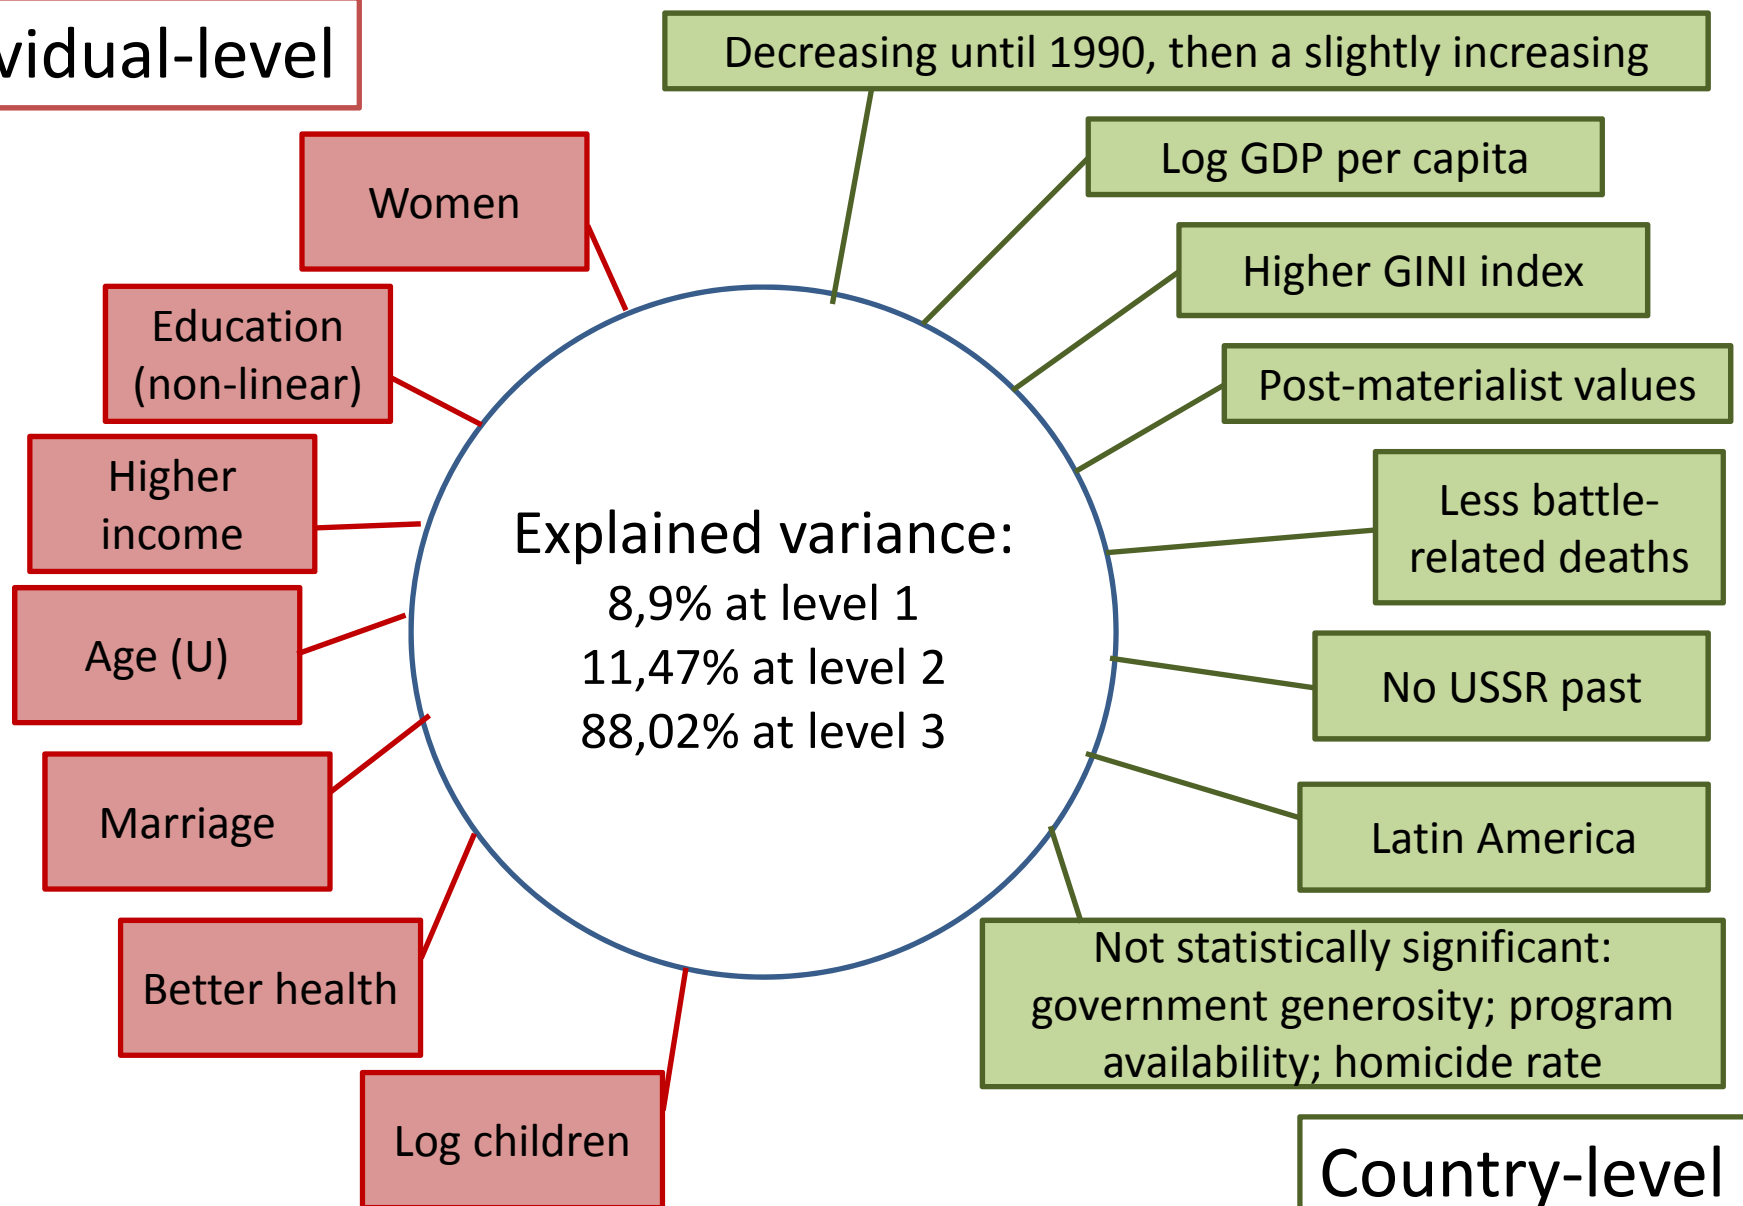 vidual-level
Decreasing until 1990, then a slightly increasing
Women
Log GDP per capita
Education
(non-linear)
Higher GINI index
Higher
income
Post-materialist values
Age (U)
Less battle-
related deaths
Explained variance:
8,9% at level 1
11,47% at level 2
88,02% at level 3
Marriage
No USSR past
Better health
Latin America
Log children
Not statistically significant:
government generosity; program
availability; homicide rate
Country-level